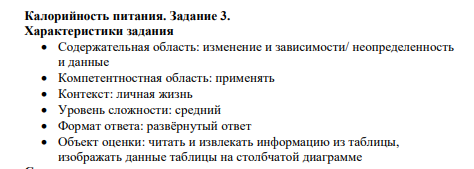 Калорийность питания. Задание 3.
Характеристики задания
• Содержательная область: изменение и зависимости/ неопределенность
и данные
• Компетентностная область: применять
• Контекст: личная жизнь
• Уровень сложности: средний
• Формат ответа: развёрнутый ответ
• Объект оценки: читать и извлекать информацию из таблицы,
изображать данные таблицы на столбчатой диаграмме